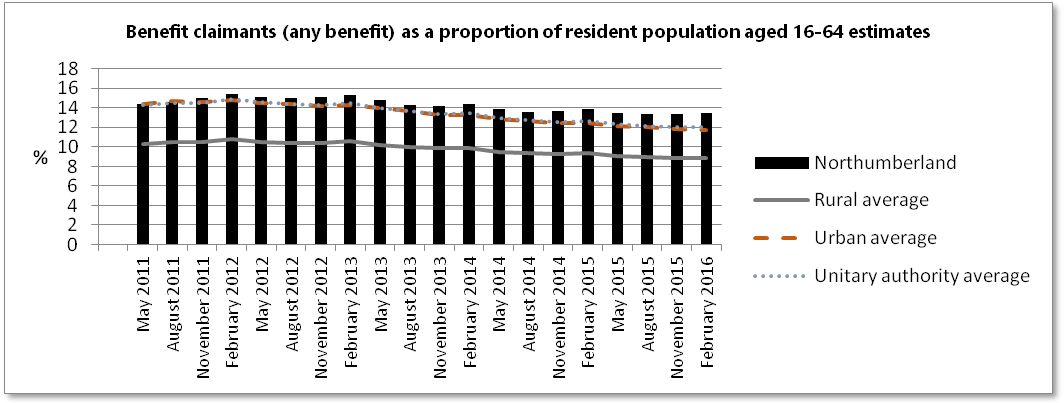 Benefit claimants (any benefit) as a proportion of resident population aged 16-64 estimates
18
16
14
12
10
8
6
4
2
0
%
May 2011
August 2011
November 2011
February 2012
May 2012
August 2012
November 2012
February 2013
May 2013
August 2013
November 2013
February 2014
May 2014
August 2014
November 2014
February 2015
May 2015
August 2015
November 2015
February 2016
Northumberland
Rural average
Urban average
Unitary authority average